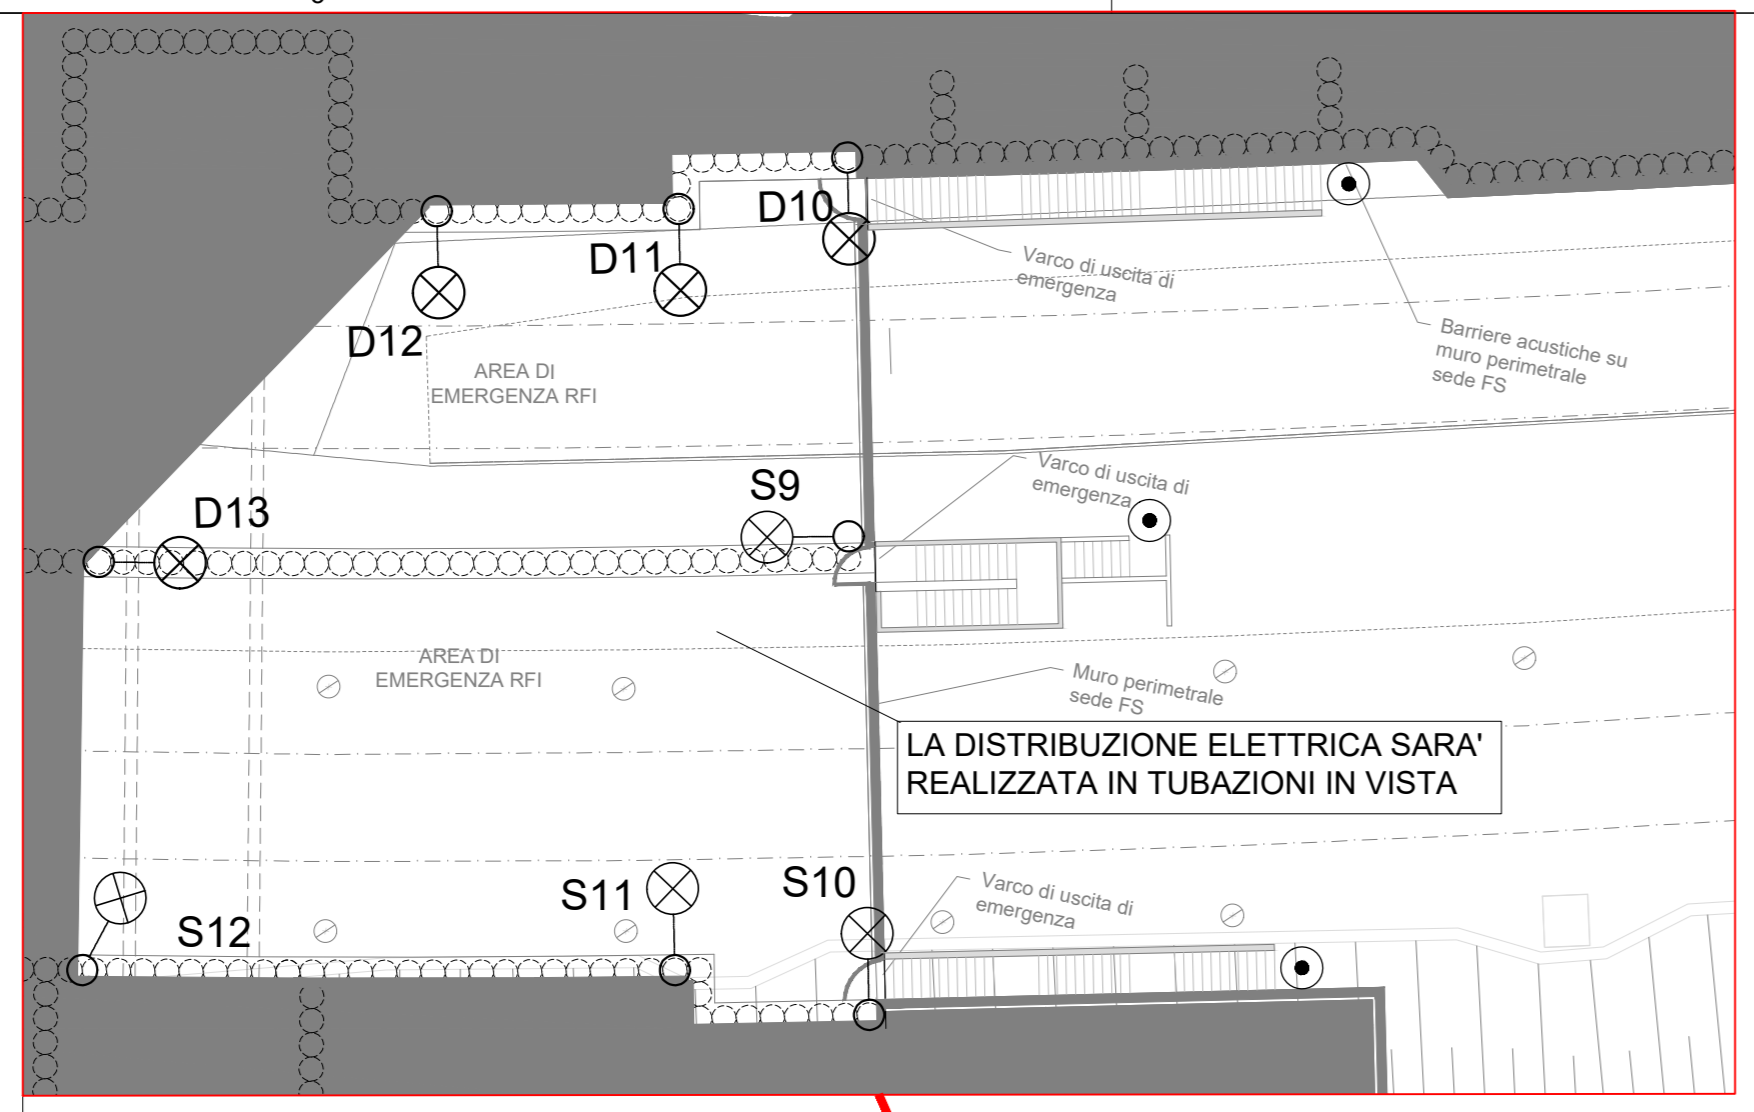 D10
Varco di uscita di
emergenza
D11
D12
Barriere acustiche su
muro perimetrale
sede FS
AREA DI
EMERGENZA RFI
Varco di uscita di
emergenza
S9
D13
AREA DI
EMERGENZA RFI
Muro perimetrale
sede FS
LA DISTRIBUZIONE ELETTRICA SARA'
REALIZZATA IN TUBAZIONI IN VISTA
S10
S11
Varco di uscita di
emergenza
S12